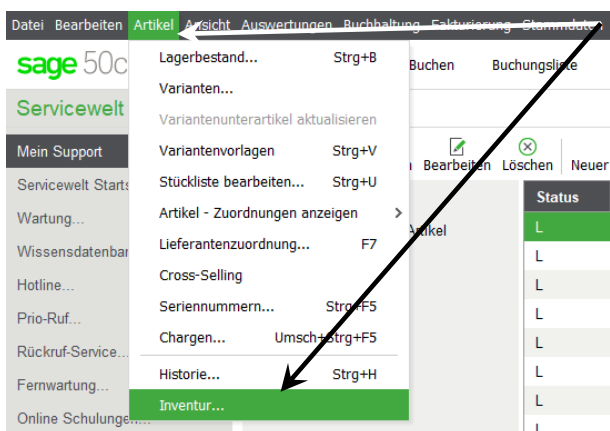 Datei Bearbeiten Artikel Ansicht Auswertungen Buchhaltung Fakturierung Stammdaten
sage 50c
Buchen Buchungsliste
Servicewelt
Mein Support
Servicewelt Starts
Wartung...
Wissensdatenban
Hotline...
Prio-Ruf...
Rückruf-Service...
Fernwartung...
Online Schulungen...
Lagerbestand... Strg+B
Varianten...
Variantenunterartikel aktualisieren
Variantenvorlagen Strg+V
Stückliste bearbeiten... Strg+U
Artikel - Zuordnungen anzeigen >
Lieferantenzuordnung... F7
Cross-Selling
Seriennummern... Strg+F5
Chargen... Umsch+Strg+F5
Historie... Strg+H
Inventur...
Bearbeiten Löschen Neuer
Artikel
Status
L
L
L
L
L
L
L
L